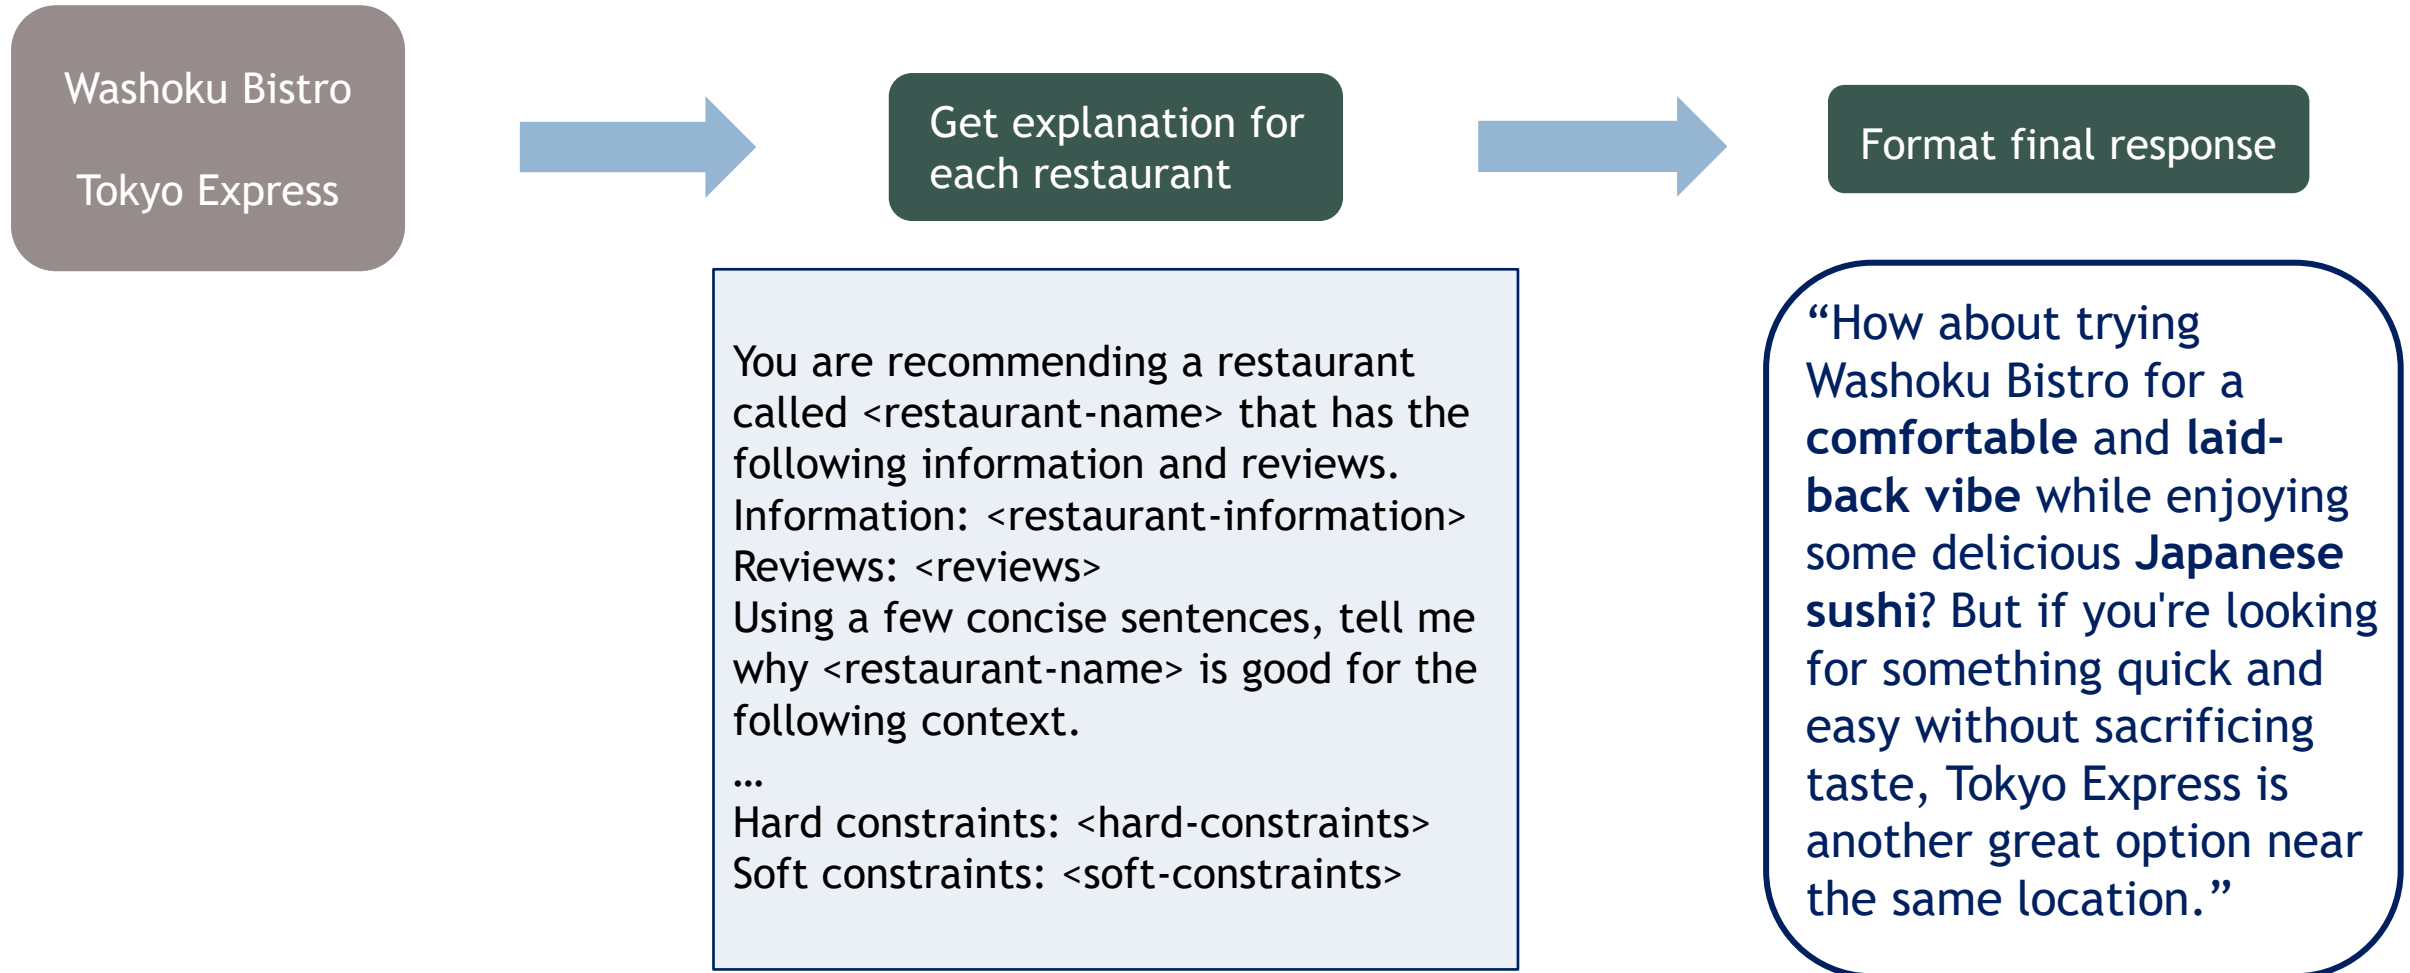 Washoku Bistro
Tokyo Express
Get explanation for
each restaurant
Format final response
You are recommending a restaurant
called <restaurant-name> that has the
following information and reviews.
Information: <restaurant-information>
Reviews: <reviews>
Using a few concise sentences, tell me
why <restaurant-name> is good for the
following context.
…
Hard constraints: <hard-constraints>
Soft constraints: <soft-constraints>
“How about trying
Washoku Bistro for a
comfortable and laid-
back vibe while enjoying
some delicious Japanese
sushi? But if you're looking
for something quick and
easy without sacrificing
taste, Tokyo Express is
another great option near
the same location.”